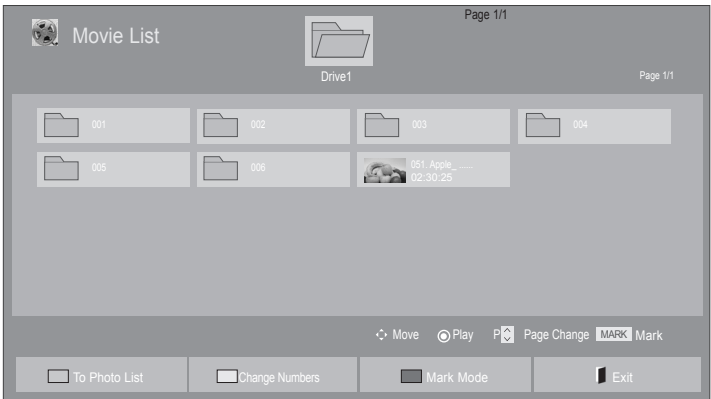 Page 1/1
Movie List
Drive1
Page 1/1
001
002
003
004
005
006
051. Apple_ ......
02:30:25
Move
Play
P
Page Change
MARK
Mark
To Photo List
Change Numbers
Mark Mode
Exit